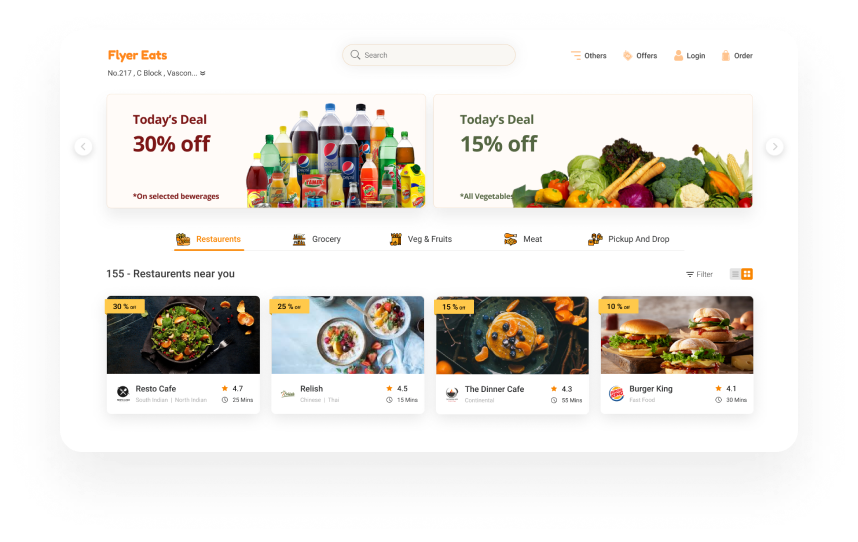 Flyer Eats
Search
Others
Offers
Login
Order
No.217 , C Block , Vascon...
Today's Deal
30% off
*On selected bewerages
Today's Deal
15% off
*All Vegetables
Restaurents
Grocery
Veg & Fruits
Meat
Pickup And Drop
155 - Restaurents near you
Filter
30 % OFF
25 % OFF
15 % OFF
10 % OFF
Resto Cafe
4.7
South Indian | North Indian
25 Mins
Relish
4.5
Chinese | Thai
15 Mins
The Dinner Cafe
4.3
Continental
55 Mins
BURGER KING
Burger King
4.1
Fast Food
30 Mins